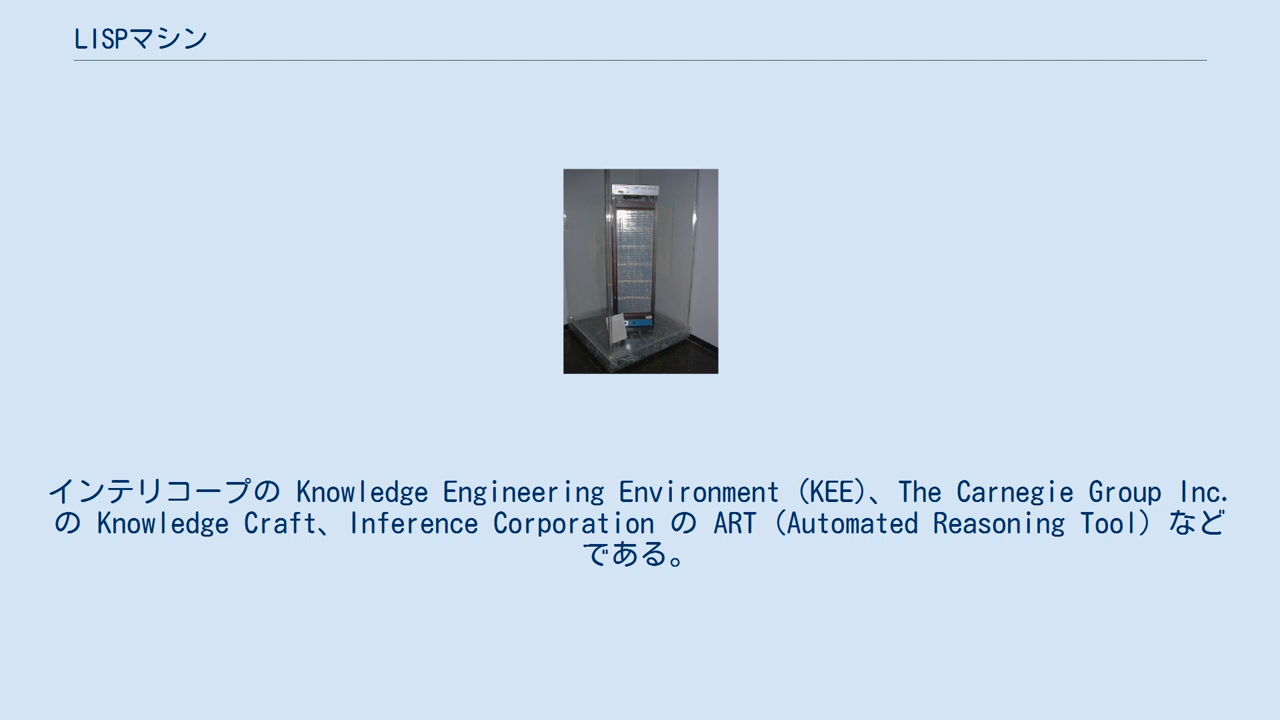 LISPマシン
インテリコープの Knowledge Engineering Environment (KEE)、The Carnegie Group Inc.
の Knowledge Craft、Inference Corporation の ART (Automated Reasoning Tool) など
である。